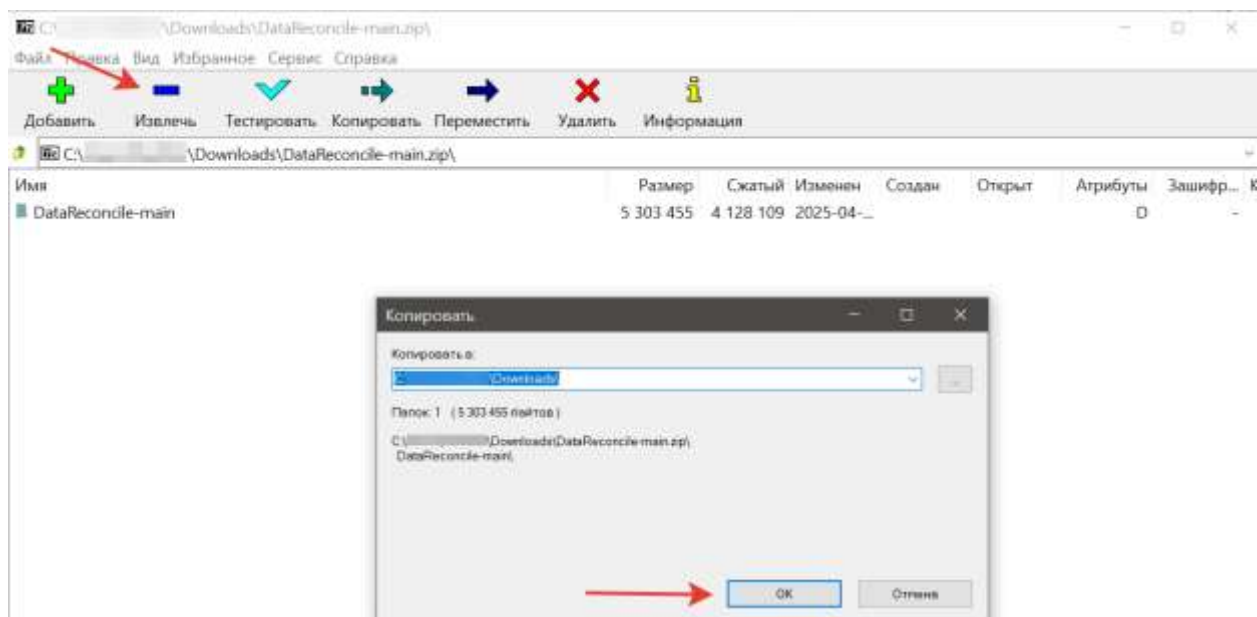 C:\ \Downloads\DataReconcile-main.zip\
Файл Правка Вид Избранное Сервис Справка
Добавить Извлечь Тестировать Копировать Переместить Удалить Информация
C:\ \Downloads\DataReconcile-main.zip\
Имя Размер Сжатый Изменен Создан Открыт Атрибуты Зашифр... К
DataReconcile-main 5 303 455 4 128 109 2025-04-... D -
Копировать
Копировать в:
C \Downloads\
...
Папок: 1 ( 5 303 455 байтов )
C:\ \Downloads\DataReconcile-main.zip\
DataReconcile-main\
OK Отмена